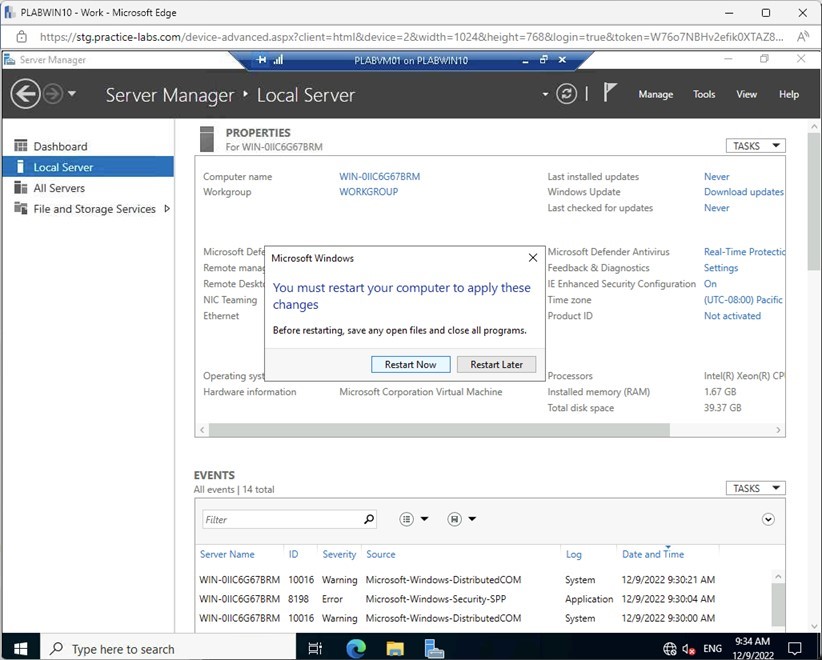 PLABWIN10 - Work - Microsoft Edge
https://stg.practice-labs.com/device-advanced.aspx?client=html&device=2&width=1024&height=768&login=true&token=W76o7NBHv2efik0XTAZ8...
Server Manager
PLABVM01 on PLABWIN10
Server Manager • Local Server
Manage Tools View Help
Dashboard
Local Server
All Servers
File and Storage Services
PROPERTIES
For WIN-0IIC6G67BRM
TASKS
Computer name WIN-0IIC6G67BRM Last installed updates Never
Workgroup WORKGROUP Windows Update Download updates
Last checked for updates Never
Microsoft Defe Microsoft Defender Antivirus Real-Time Protectic
Remote manag Feedback & Diagnostics Settings
Remote Deskto IE Enhanced Security Configuration On
NIC Teaming Time zone (UTC-08:00) Pacific
Ethernet Product ID Not activated
Operating syst Processors Intel(R) Xeon(R) CPU
Hardware information Microsoft Corporation Virtual Machine Installed memory (RAM) 1.67 GB
Total disk space 39.37 GB
Microsoft Windows
You must restart your computer to apply these
changes
Before restarting, save any open files and close all programs.
Restart Now Restart Later
EVENTS
All events | 14 total
TASKS
Filter
Server Name ID Severity Source Log Date and Time
WIN-0IIC6G67BRM 10016 Warning Microsoft-Windows-DistributedCOM System 12/9/2022 9:30:21 AM
WIN-0IIC6G67BRM 8198 Error Microsoft-Windows-Security-SPP Application 12/9/2022 9:30:04 AM
WIN-0IIC6G67BRM 10016 Warning Microsoft-Windows-DistributedCOM System 12/9/2022 9:30:00 AM
Type here to search
ENG
9:34 AM
12/9/2022